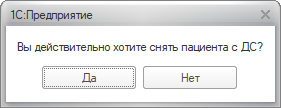 1С:Предприятие
Вы действительно хотите снять пациента с ДС?
Да
Нет